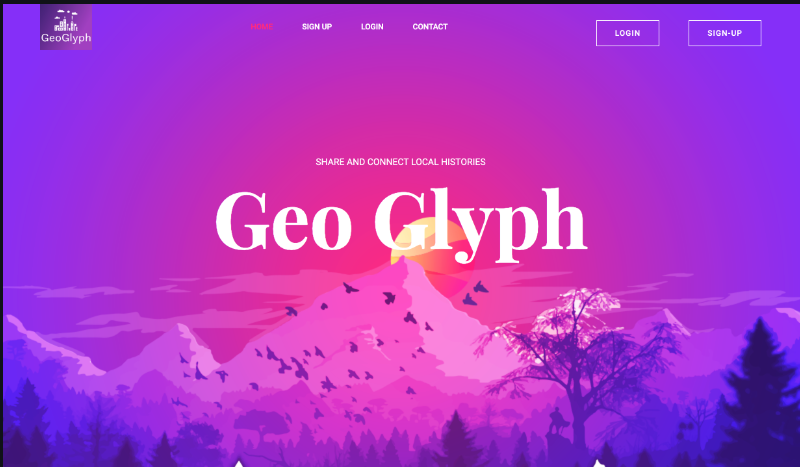 GeoGlyph
HOME
SIGN UP
LOGIN
CONTACT
LOGIN
SIGN-UP
SHARE AND CONNECT LOCAL HISTORIES
Geo Glyph